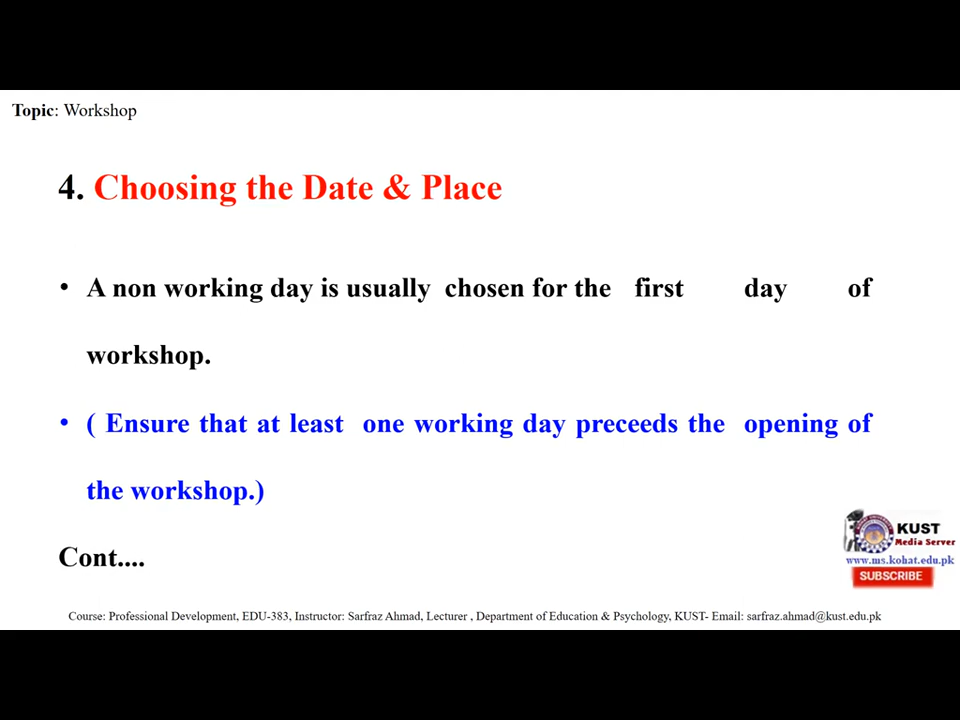 Topic: Workshop
4. Choosing the Date & Place
• A non working day is usually chosen for the first day of
workshop.
• ( Ensure that at least one working day preceeds the opening of
the workshop.)
Cont....
KUST
Media Server
www.ms.kohat.edu.pk
SUBSCRIBE
Course: Professional Development, EDU-383, Instructor: Sarfraz Ahmad, Lecturer , Department of Education & Psychology, KUST- Email: sarfraz.ahmad@kust.edu.pk